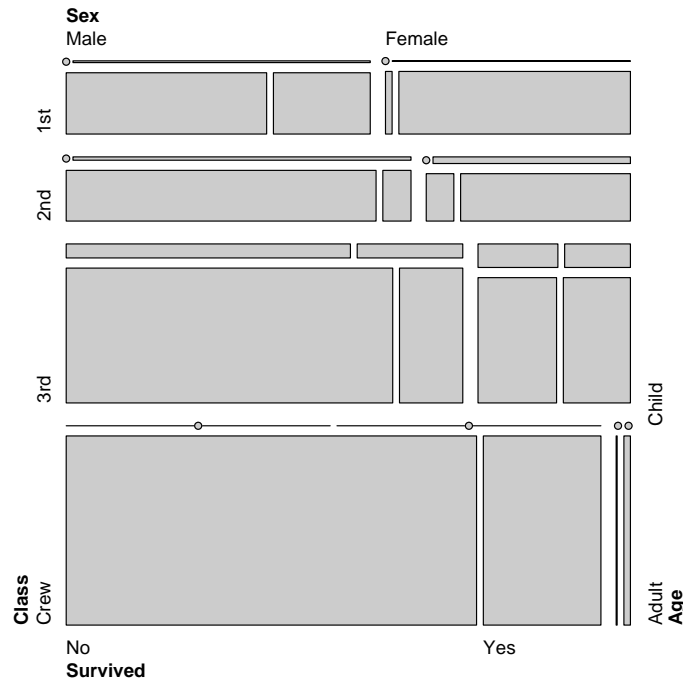 Sex
Male Female
1st
2nd
3rd
Crew
Class
Child
Adult
Age
No Yes
Survived